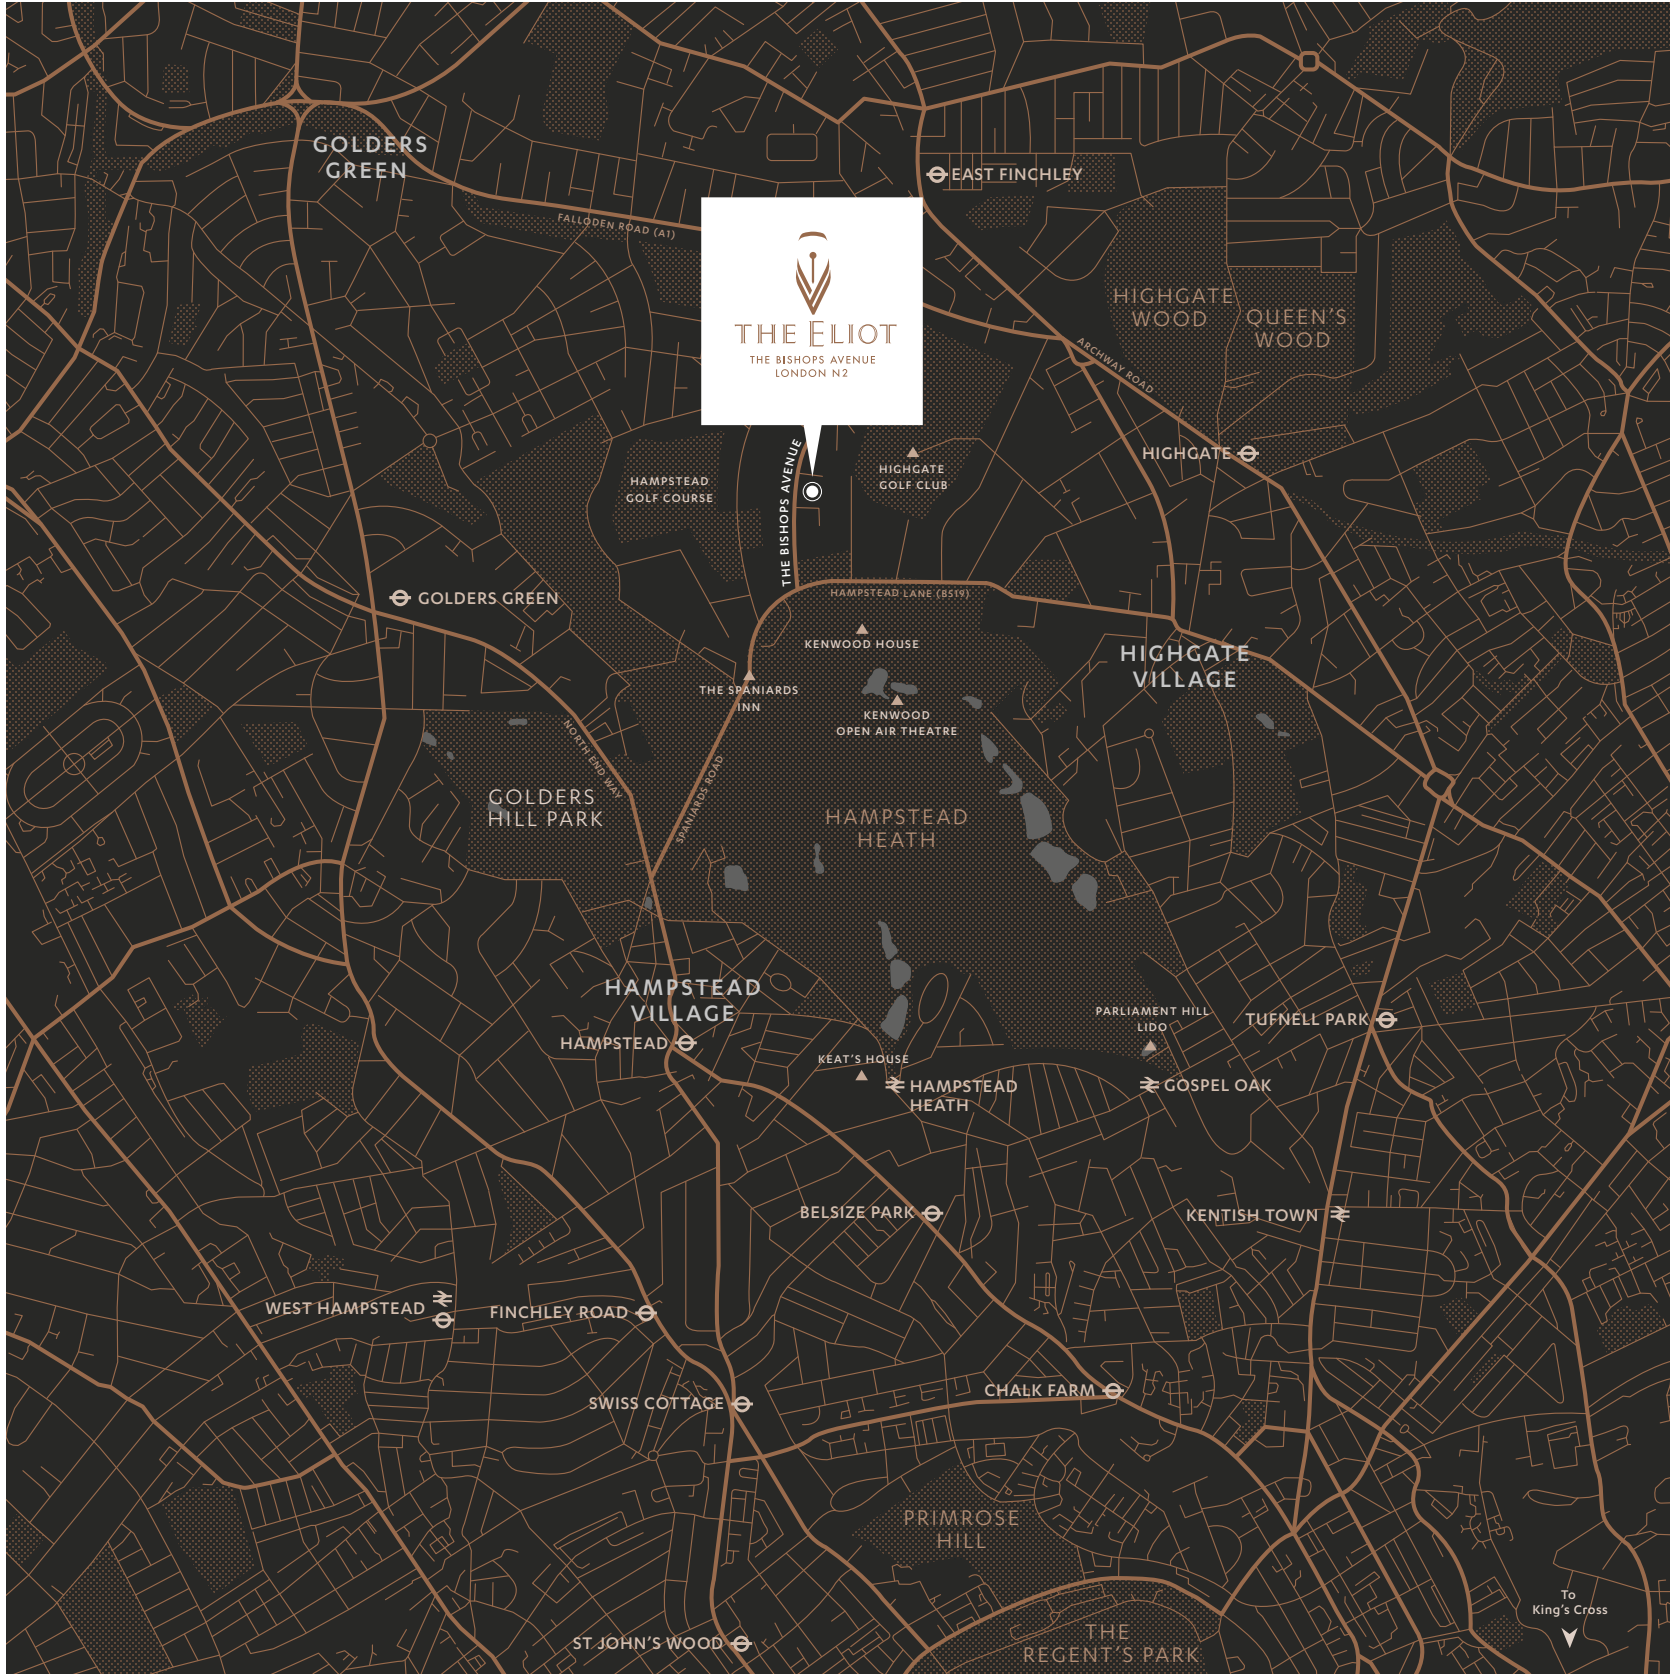 GOLDERS
GREEN
EAST FINCHLEY
FALLODEN ROAD (A1)
THE ELIOT
THE BISHOPS AVENUE
LONDON N2
HIGHGATE
WOOD
QUEEN'S
WOOD
ARCHWAY ROAD
HIGHGATE
THE BISHOPS AVENUE
HAMPSTEAD
GOLF COURSE
HIGHGATE
GOLF CLUB
GOLDERS GREEN
HAMPSTEAD LANE (B519)
KENWOOD HOUSE
HIGHGATE
VILLAGE
THE SPANIARDS
INN
KENWOOD
OPEN AIR THEATRE
NORTH END WAY
SPANIARDS ROAD
GOLDERS
HILL PARK
HAMPSTEAD
HEATH
HAMPSTEAD
VILLAGE
HAMPSTEAD
PARLIAMENT HILL
LIDO
TUFNELL PARK
KEAT'S HOUSE
HAMPSTEAD
HEATH
GOSPEL OAK
BELSIZE PARK
KENTISH TOWN
WEST HAMPSTEAD
FINCHLEY ROAD
SWISS COTTAGE
CHALK FARM
PRIMROSE
HILL
To
King's Cross
ST JOHN'S WOOD
THE
REGENT'S PARK